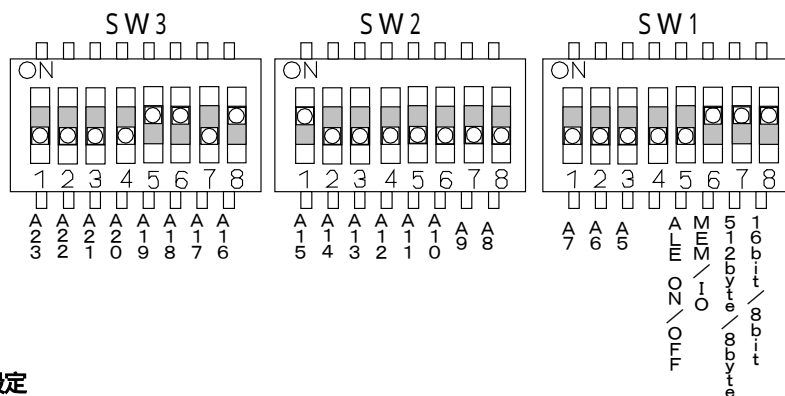 SW3 SW2 SW1
ON ON ON
1 2 3 4 5 6 7 8 1 2 3 4 5 6 7 8 1 2 3 4 5 6 7 8
A23 A22 A21 A20 A19 A18 A17 A16 A15 A14 A13 A12 A11 A10 A9 A8 A7 A6 A5 ALE ON/OFF MEM/IO 512byte/8byte 16bit/8bit
定